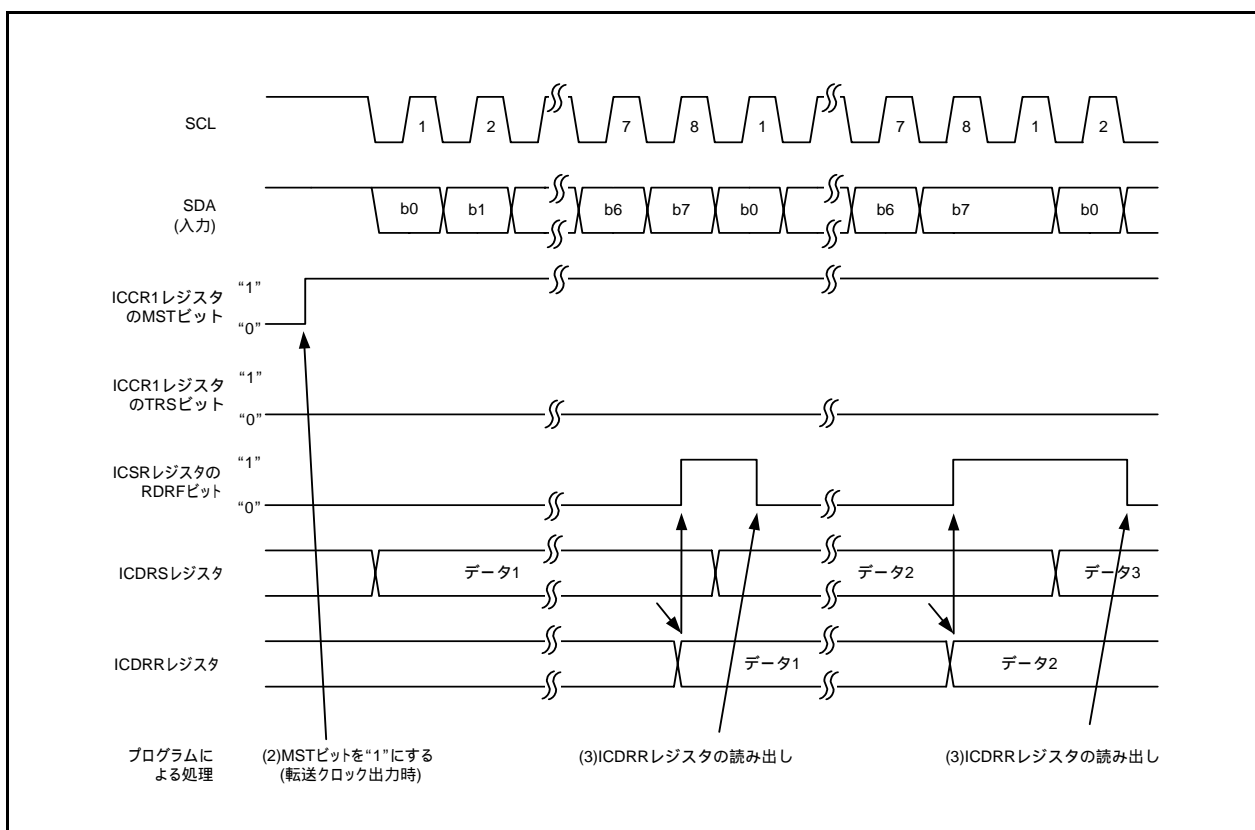 SCL
1 2 7 8 1 7 8 1 2
SDA
(入力)
b0 b1 b6 b7 b0 b6 b7 b0
ICCR1レジスタ
のMSTビット
“1”
“0”
ICCR1レジスタ
のTRSビット
“1”
“0”
ICSRレジスタの
RDRFビット
“1”
“0”
ICDRSレジスタ
データ1 データ2 データ3
ICDRRレジスタ
データ1 データ2
プログラムに
よる処理
(2)MSTビットを“1”にする
(転送クロック出力時)
(3)ICDRRレジスタの読み出し
(3)ICDRRレジスタの読み出し